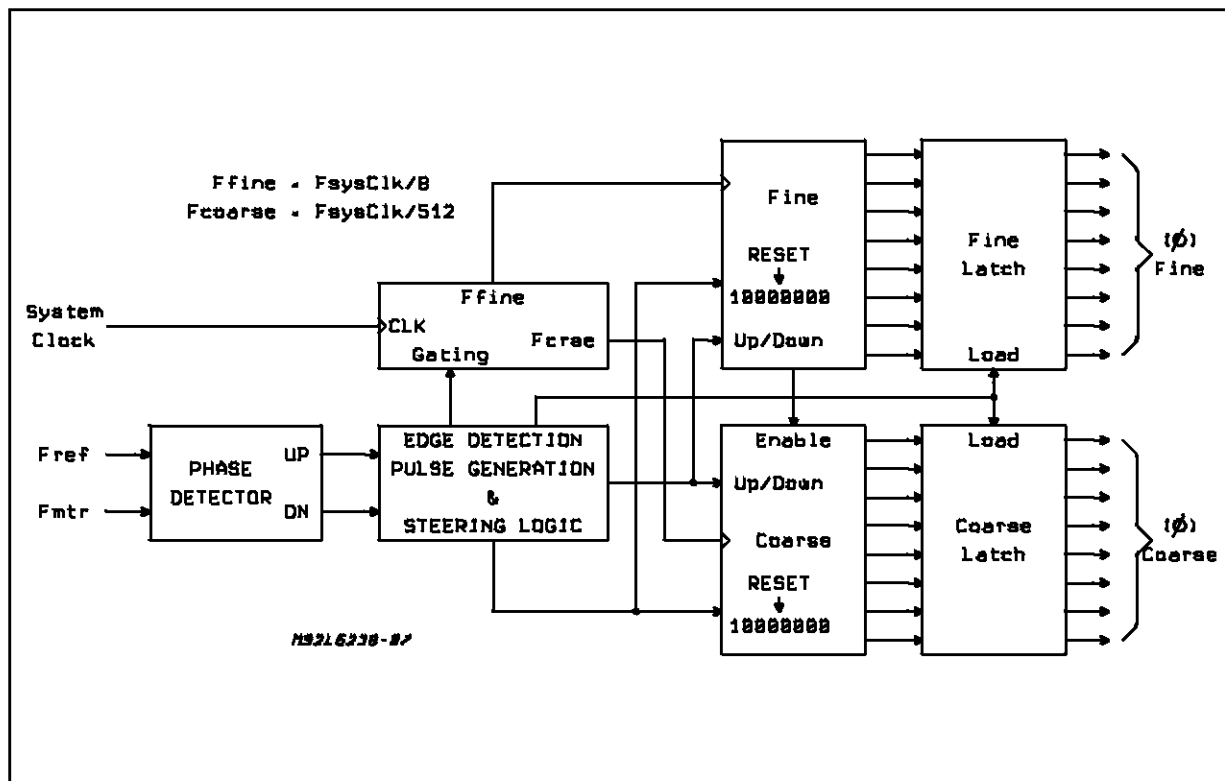 Ffine = FsysClk/8
Fcoarse = FsysClk/512
System
Clock
Ffine
CLK
Fcrse
Gating
Fine
RESET
10000000
Up/Down
Fine
Latch
Load
(Ø)
Fine
Fref
Fmtr
PHASE
DETECTOR
UP
DN
EDGE DETECTION
PULSE GENERATION
&
STEERING LOGIC
Enable
Up/Down
Coarse
RESET
10000000
Load
Coarse
Latch
(Ø)
Coarse